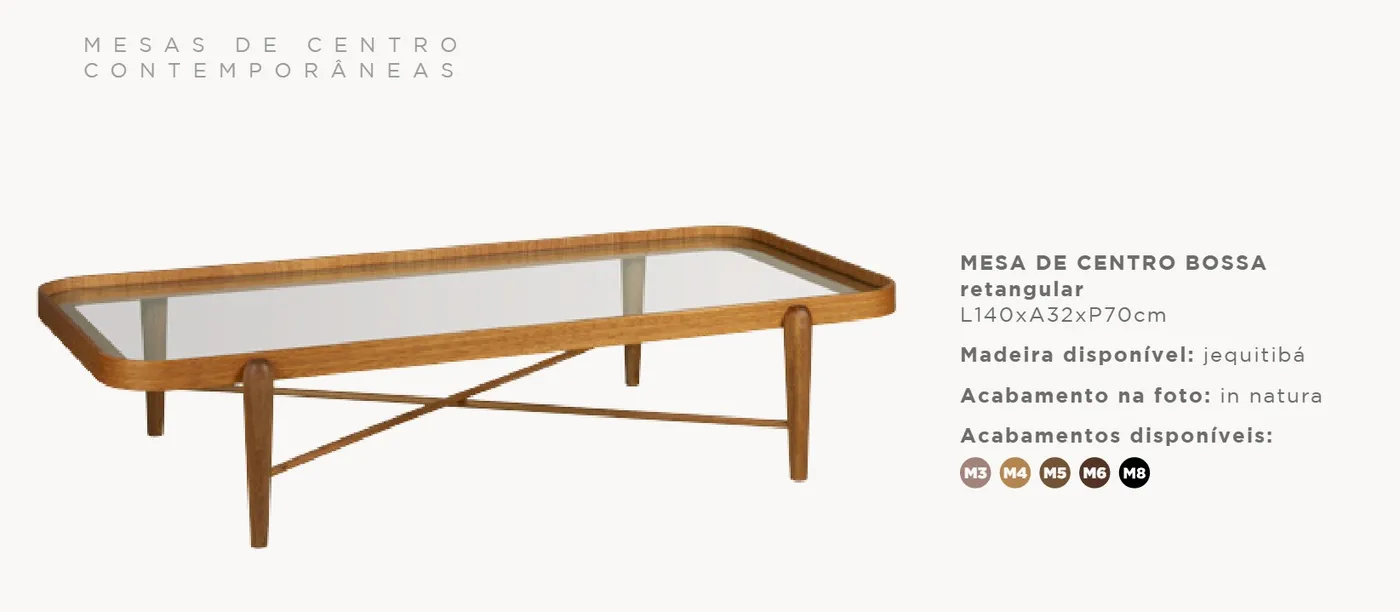 MESAS DE CENTRO
CONTEMPORÂNEAS
MESA DE CENTRO BOSSA
retangular
L140xA32xP70cm
Madeira disponível: jequitibá
Acabamento na foto: in natura
Acabamentos disponíveis:
M3 M4 M5 M6 M8